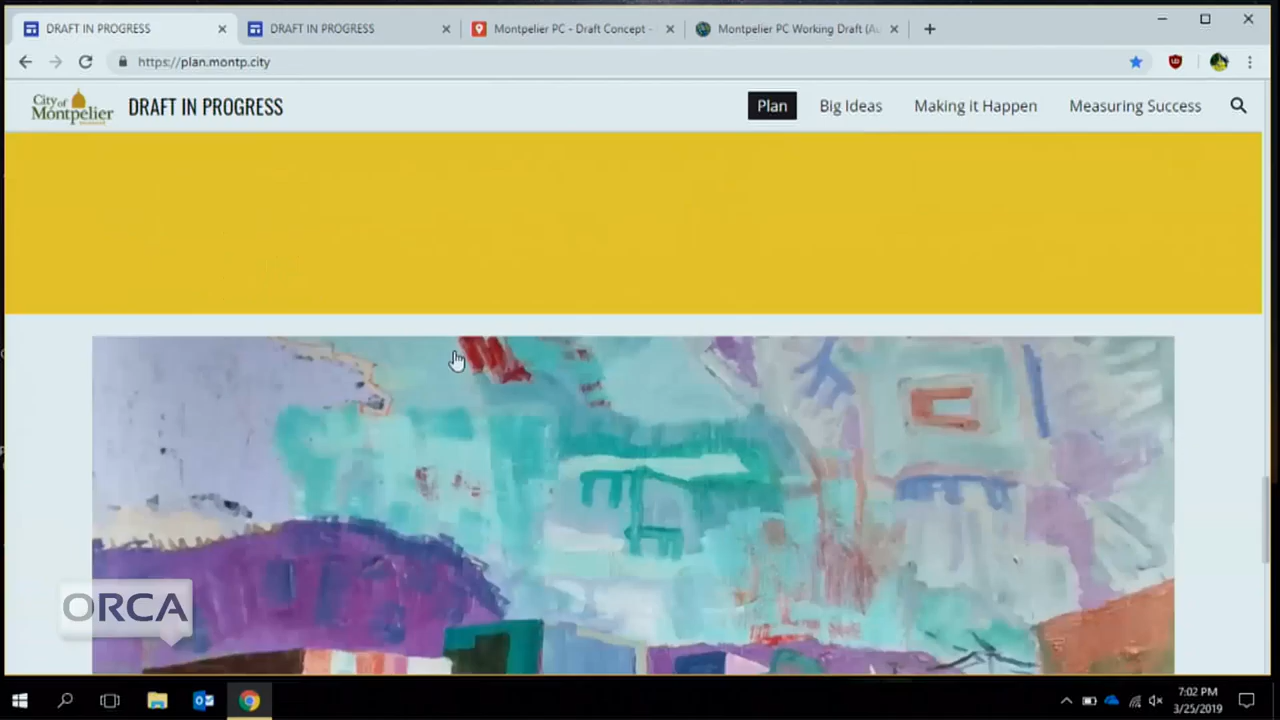 DRAFT IN PROGRESS
DRAFT IN PROGRESS
Montpelier PC - Draft Concept -
Montpelier PC Working Draft (Au
https://plan.montp.city
City of
Montpelier
DRAFT IN PROGRESS
Plan
Big Ideas
Making it Happen
Measuring Success
ORCA
7:02 PM
3/25/2019